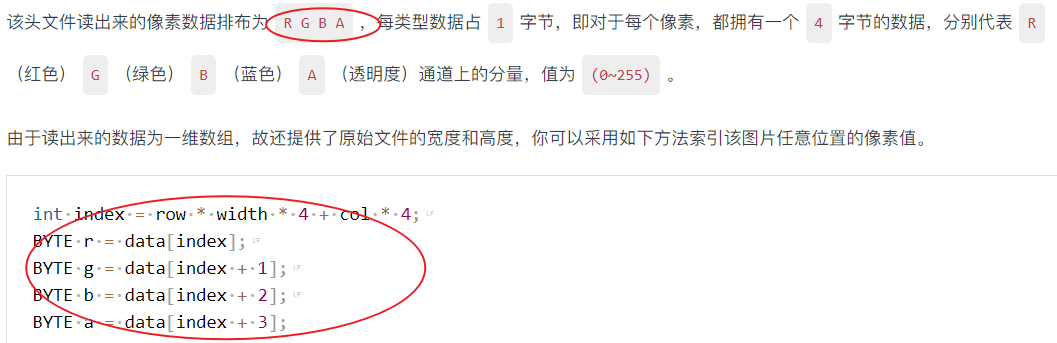 该头文件读出来的像素数据排布为 R G B A ，每类型数据占 1 字节，即对于每个像素，都拥有一个 4 字节的数据，分别代表 R
（红色） G （绿色） B （蓝色） A （透明度）通道上的分量，值为 (0~255) 。
由于读出来的数据为一维数组，故还提供了原始文件的宽度和高度，你可以采用如下方法索引该图片任意位置的像素值。
int·index·=·row·*·width·*·4·+·col·*·4; LF
BYTE·r·=·data[index]; LF
BYTE·g·=·data[index·+·1]; LF
BYTE·b·=·data[index·+·2]; LF
BYTE·a·=·data[index·+·3];